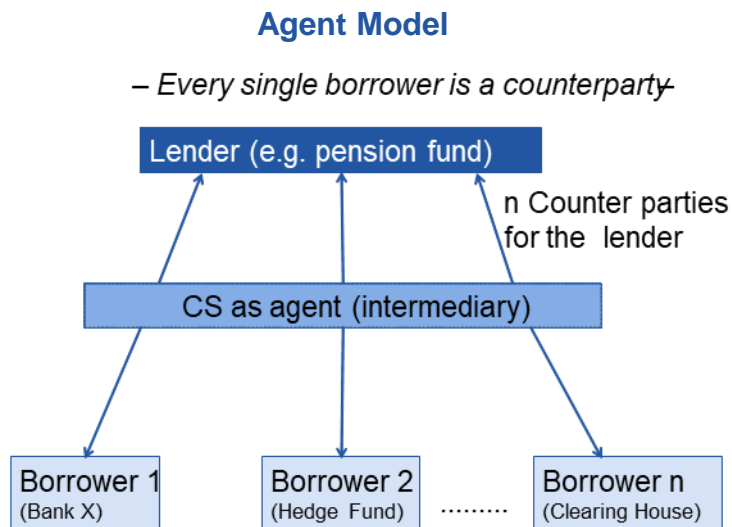 Agent Model
– Every single borrower is a counterparty–
Lender (e.g. pension fund)
n Counter parties
for the lender
CS as agent (intermediary)
Borrower 1
(Bank X)
Borrower 2
(Hedge Fund)
.........
Borrower n
(Clearing House)